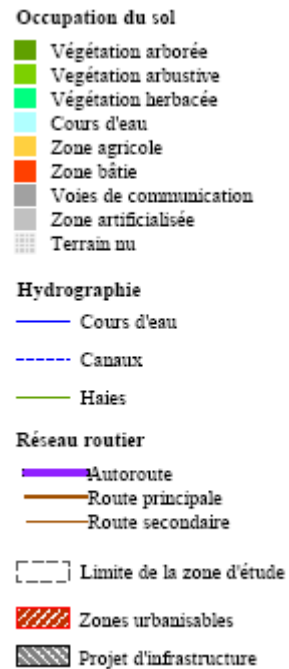 Occupation du sol
Végétation arborée
Vegétation arbustive
Végétation herbacée
Cours d'eau
Zone agricole
Zone bâtie
Voies de communication
Zone artificialisée
Terrain nu
Hydrographie
Cours d'eau
Canaux
Haies
Réseau routier
Autoroute
Route principale
Route secondaire
Limite de la zone d'étude
Zones urbanisables
Projet d'infrastructure